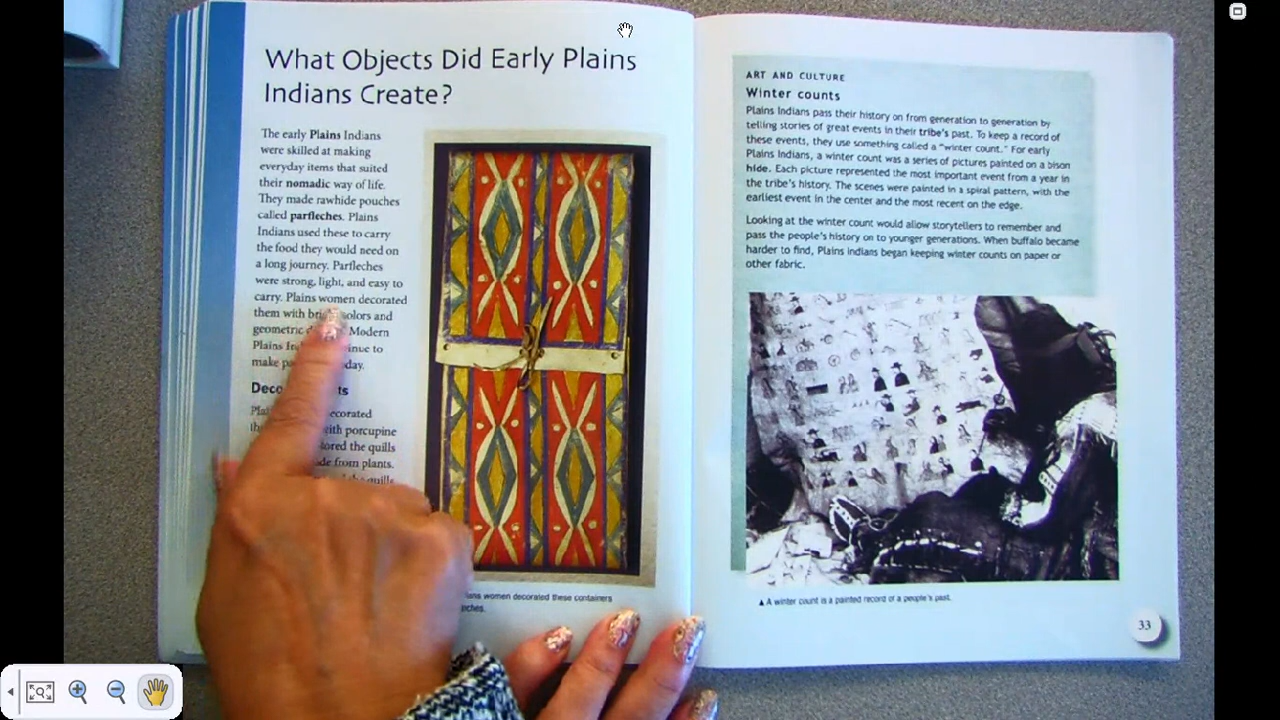 What Objects Did Early Plains
Indians Create?
The early Plains Indians
were skilled at making
everyday items that suited
their nomadic way of life.
They made rawhide pouches
called parfleches. Plains
Indians used these to carry
the food they would need on
a long journey. Parfleches
were strong, light, and easy to
carry. Plains women decorated
them with colors and
geometric Modern
Plains
make
ecorated
ith porcupine
tored the quills
de from plants.
quills
women decorated these containers
ART AND CULTURE
Winter counts
Plains Indians pass their history on from generation to generation by
telling stories of great events in their tribe's past. To keep a record of
these events, they use something called a "winter count." For early
Plains Indians, a winter count was a series of pictures painted on a bison
hide. Each picture represented the most important event from a year in
the tribe's history. The scenes were painted in a spiral pattern, with the
earliest event in the center and the most recent on the edge.
Looking at the winter count would allow storytellers to remember and
pass the people's history on to younger generations. When buffalo became
harder to find, Plains Indians began keeping winter counts on paper or
other fabric.
▲ A winter count is a painted record of a people's past.
33